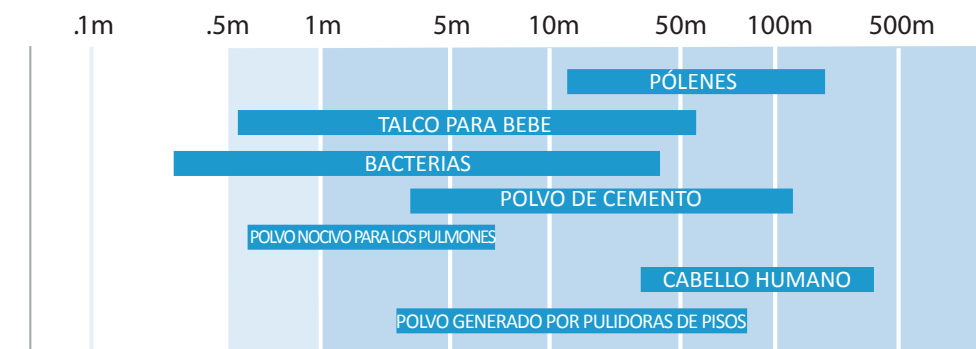 .1m .5m 1m 5m 10m 50m 100m 500m
PÓLENES
TALCO PARA BEBE
BACTERIAS
POLVO DE CEMENTO
POLVO NOCIVO PARA LOS PULMONES
CABELLO HUMANO
POLVO GENERADO POR PULIDORAS DE PISOS